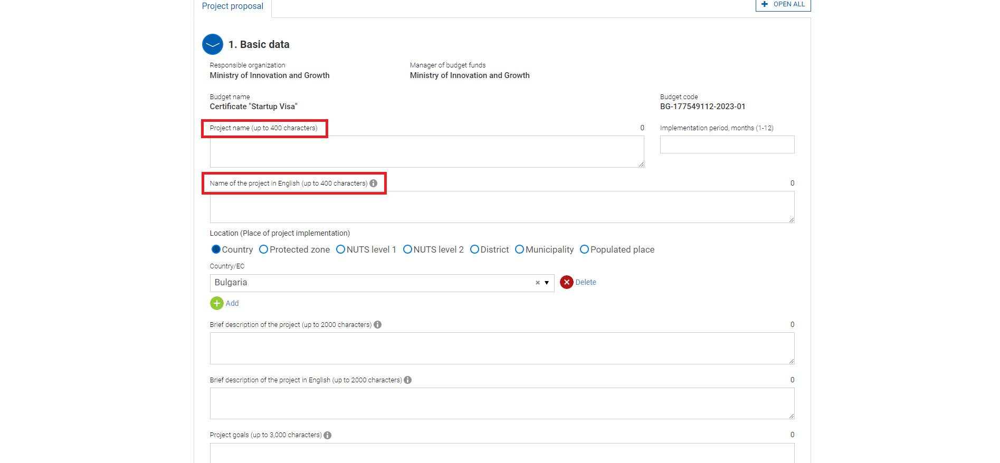 Project proposal
OPEN ALL
1. Basic data
Responsible organization
Manager of budget funds
Ministry of Innovation and Growth
Ministry of Innovation and Growth
Budget name
Budget code
Certificate "Startup Visa"
BG-177549112-2023-01
Project name (up to 400 characters)
0
Implementation period, months (1-12)
Name of the project in English (up to 400 characters)
0
Location (Place of project implementation)
Country Protected zone NUTS level 1 NUTS level 2 District Municipality Populated place
Country/EC
Bulgaria
Delete
Add
Brief description of the project (up to 2000 characters)
0
Brief description of the project in English (up to 2000 characters)
0
Project goals (up to 3,000 characters)
0